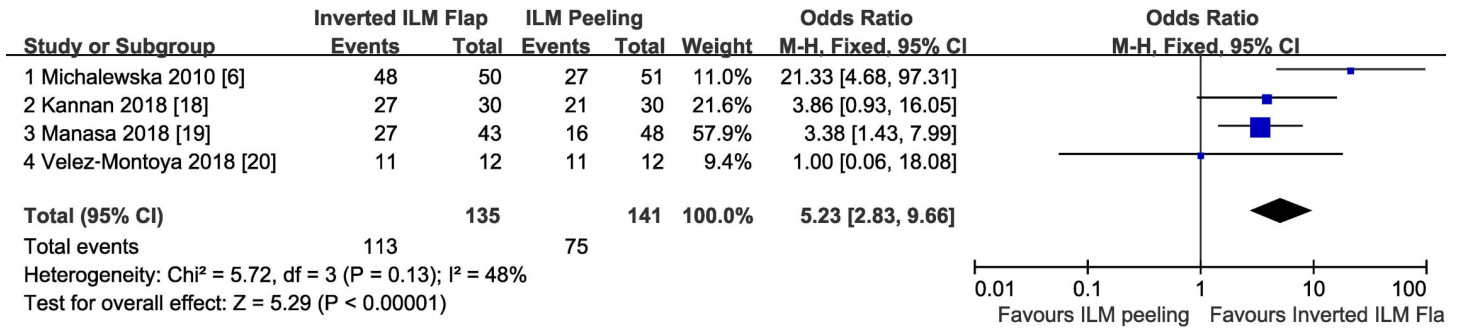 Inverted ILM Flap ILM Peeling Odds Ratio Odds Ratio
Study or Subgroup Events Total Events Total Weight M-H, Fixed, 95% CI M-H, Fixed, 95% CI
1 Michalewska 2010 [6] 48 50 27 51 11.0% 21.33 [4.68, 97.31]
2 Kannan 2018 [18] 27 30 21 30 21.6% 3.86 [0.93, 16.05]
3 Manasa 2018 [19] 27 43 16 48 57.9% 3.38 [1.43, 7.99]
4 Velez-Montoya 2018 [20] 11 12 11 12 9.4% 1.00 [0.06, 18.08]
Total (95% CI) 135 141 100.0% 5.23 [2.83, 9.66]
Total events 113 75
Heterogeneity: Chi² = 5.72, df = 3 (P = 0.13); I² = 48%
Test for overall effect: Z = 5.29 (P < 0.00001)
0.01 0.1 1 10 100
Favours ILM peeling Favours Inverted ILM Fla